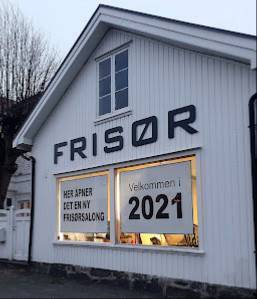 FRISØR
HER ÅPNER
DET EN NY
FRISØRSALONG
Velkommen i
2021